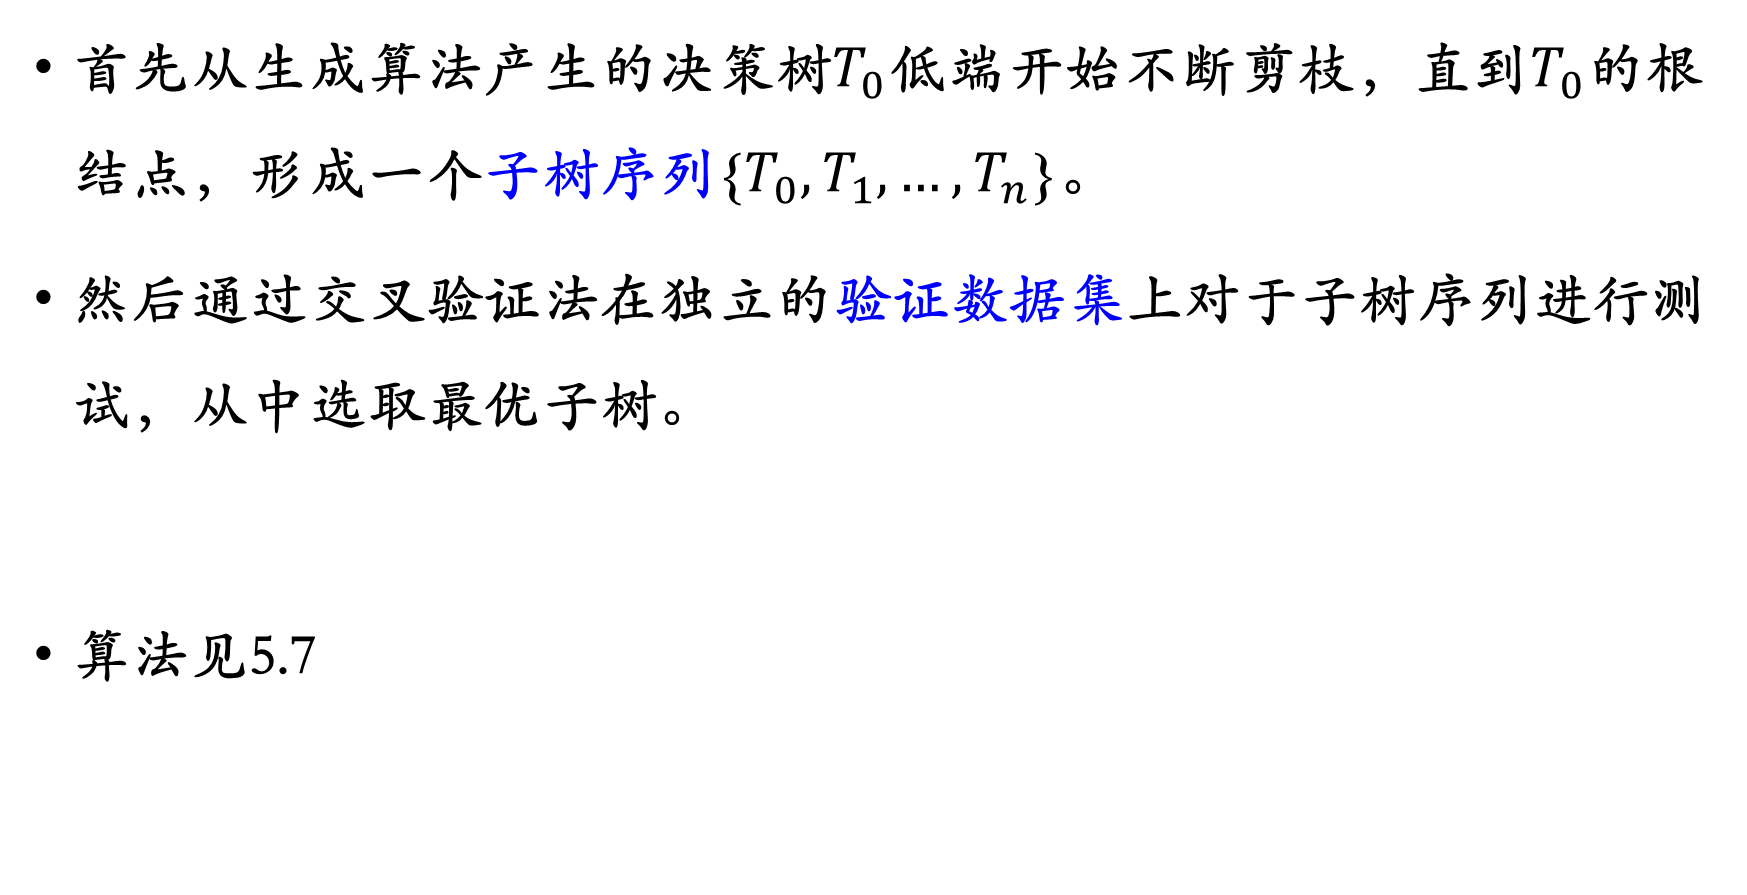 • 首先从生成算法产生的决策树T₀低端开始不断剪枝，直到T₀的根
结点，形成一个子树序列{T₀, T₁, … , Tₙ}。
• 然后通过交叉验证法在独立的验证数据集上对于子树序列进行测
试，从中选取最优子树。
• 算法见5.7